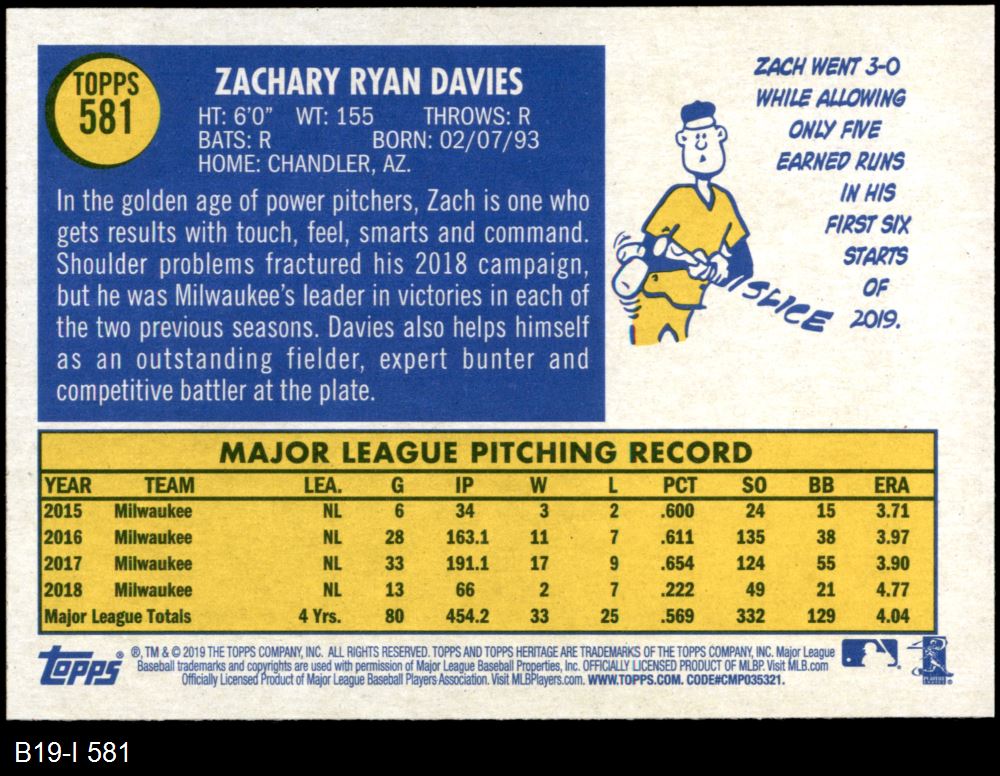 TOPPS
581
ZACHARY RYAN DAVIES
HT: 6'0" WT: 155 THROWS: R
BATS: R BORN: 02/07/93
HOME: CHANDLER, AZ.
In the golden age of power pitchers, Zach is one who
gets results with touch, feel, smarts and command.
Shoulder problems fractured his 2018 campaign,
but he was Milwaukee's leader in victories in each of
the two previous seasons. Davies also helps himself
as an outstanding fielder, expert bunter and
competitive battler at the plate.
ZACH WENT 3-0
WHILE ALLOWING
ONLY FIVE
EARNED RUNS
IN HIS
FIRST SIX
STARTS
OF
2019.
SLICE
MAJOR LEAGUE PITCHING RECORD
YEAR TEAM LEA. G IP W L PCT SO BB ERA
2015 Milwaukee NL 6 34 3 2 .600 24 15 3.71
2016 Milwaukee NL 28 163.1 11 7 .611 135 38 3.97
2017 Milwaukee NL 33 191.1 17 9 .654 124 55 3.90
2018 Milwaukee NL 13 66 2 7 .222 49 21 4.77
Major League Totals 4 Yrs. 80 454.2 33 25 .569 332 129 4.04
topps®
®, TM & © 2019 THE TOPPS COMPANY, INC. ALL RIGHTS RESERVED. TOPPS AND TOPPS HERITAGE ARE TRADEMARKS OF THE TOPPS COMPANY, INC. Major League
Baseball trademarks and copyrights are used with permission of Major League Baseball Properties, Inc. OFFICIALLY LICENSED PRODUCT OF MLBP. Visit MLB.com
Officially Licensed Product of Major League Baseball Players Association. Visit MLBPlayers.com. WWW.TOPPS.COM. CODE#CMP035321.
B19-I 581